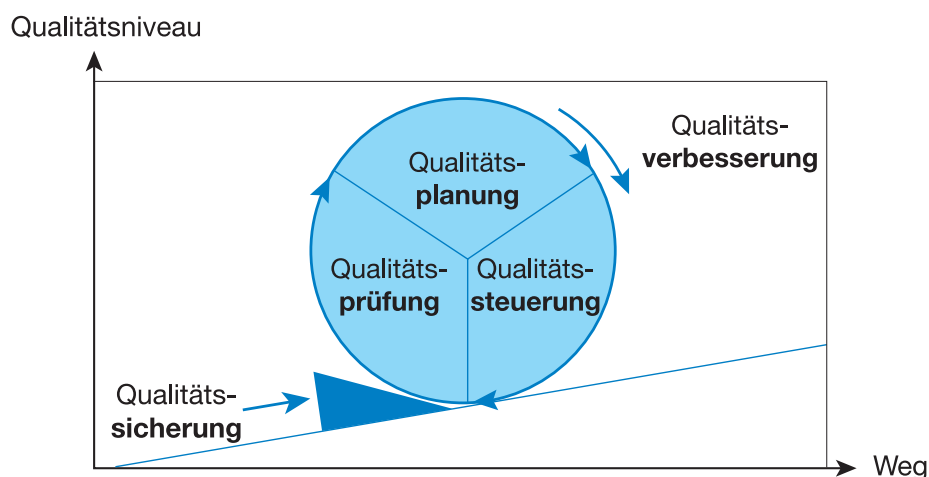 Qualitätsniveau
Qualitäts-
verbesserung
Qualitäts-
planung
Qualitäts-
prüfung
Qualitäts-
steuerung
Qualitäts-
sicherung
Weg